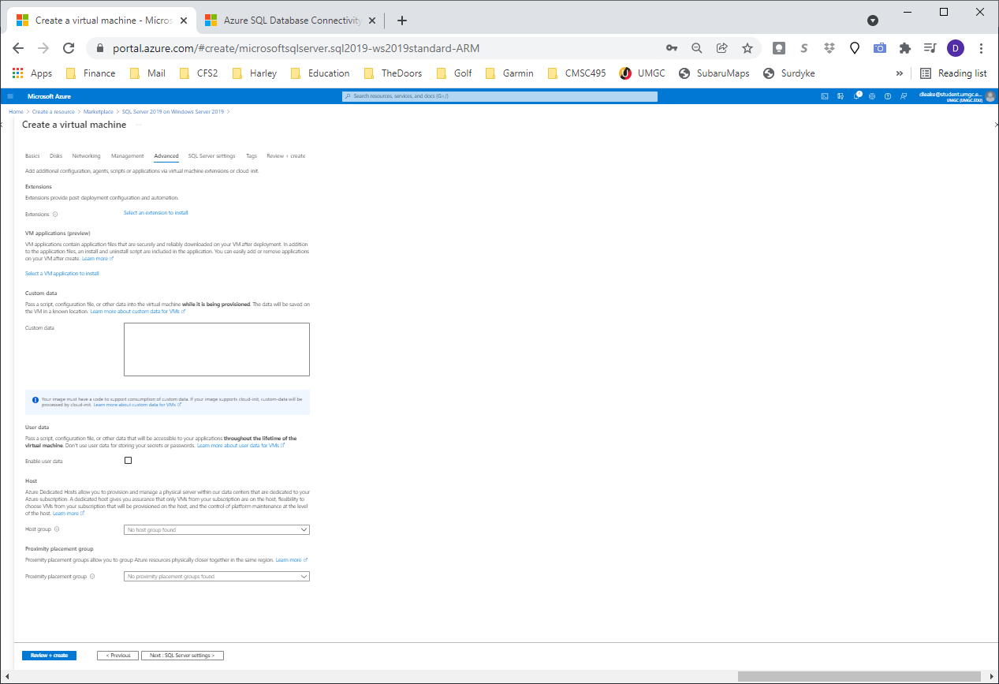 Create a virtual machine - Micros
Azure SQL Database Connectivity
portal.azure.com/#create/microsoftsqlserver.sql2019-ws2019standard-ARM
S
D
Apps Finance Mail CFS2 Harley Education TheDoors Golf Garmin CMSC495 UMGC SubaruMaps Surdyke » Reading list
Microsoft Azure
Search resources, services, and docs (G+/)
dleake@student.umgc.e...
UMGC (UMGC.EDU)
Home > Create a resource > Marketplace > SQL Server 2019 on Windows Server 2019 >
Create a virtual machine ...
Basics Disks Networking Management Advanced SQL Server settings Tags Review + create
Add additional configuration, agents, scripts or applications via virtual machine extensions or cloud-init.
Extensions
Extensions provide post-deployment configuration and automation.
Extensions
Select an extension to install
VM applications (preview)
VM applications contain application files that are securely and reliably downloaded on your VM after deployment. In addition
to the application files, an install and uninstall script are included in the application. You can easily add or remove applications
on your VM after create. Learn more
Select a VM application to install
Custom data
Pass a script, configuration file, or other data into the virtual machine while it is being provisioned. The data will be saved on
the VM in a known location. Learn more about custom data for VMs
Custom data
Your image must have a code to support consumption of custom data. If your image supports cloud-init, custom-data will be
processed by cloud-init. Learn more about custom data for VMs
User data
Pass a script, configuration file, or other data that will be accessible to your applications throughout the lifetime of the
virtual machine. Don't use user data for storing your secrets or passwords. Learn more about user data for VMs
Enable user data
Host
Azure Dedicated Hosts allow you to provision and manage a physical server within our data centers that are dedicated to your
Azure subscription. A dedicated host gives you assurance that only VMs from your subscription are on the host, flexibility to
choose VMs from your subscription that will be provisioned on the host, and the control of platform maintenance at the level
of the host. Learn more
Host group
No host group found
Proximity placement group
Proximity placement groups allow you to group Azure resources physically closer together in the same region. Learn more
Proximity placement group
No proximity placement groups found
Review + create
< Previous
Next : SQL Server settings >